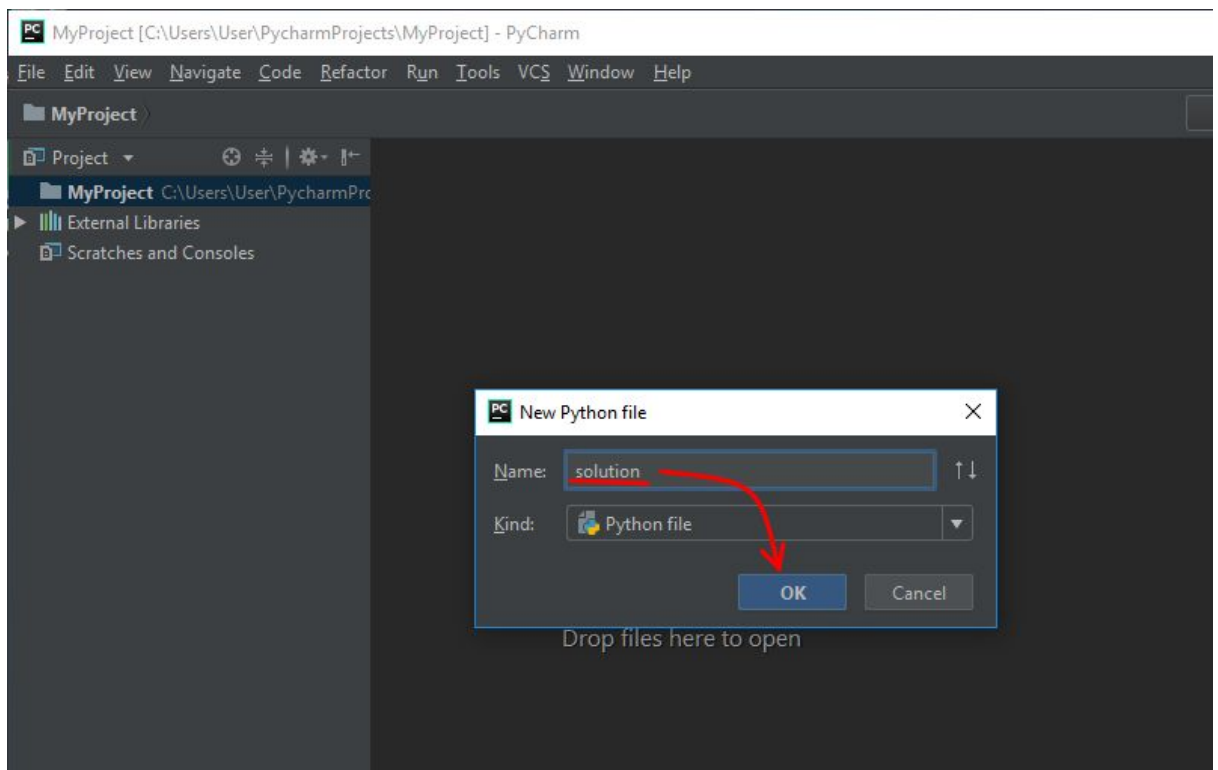 PC MyProject [C:\Users\User\PycharmProjects\MyProject] - PyCharm
File Edit View Navigate Code Refactor Run Tools VCS Window Help
MyProject
Project
MyProject C:\Users\User\PycharmPro
External Libraries
Scratches and Consoles
PC New Python file
Name: solution
Kind: Python file
OK Cancel
Drop files here to open